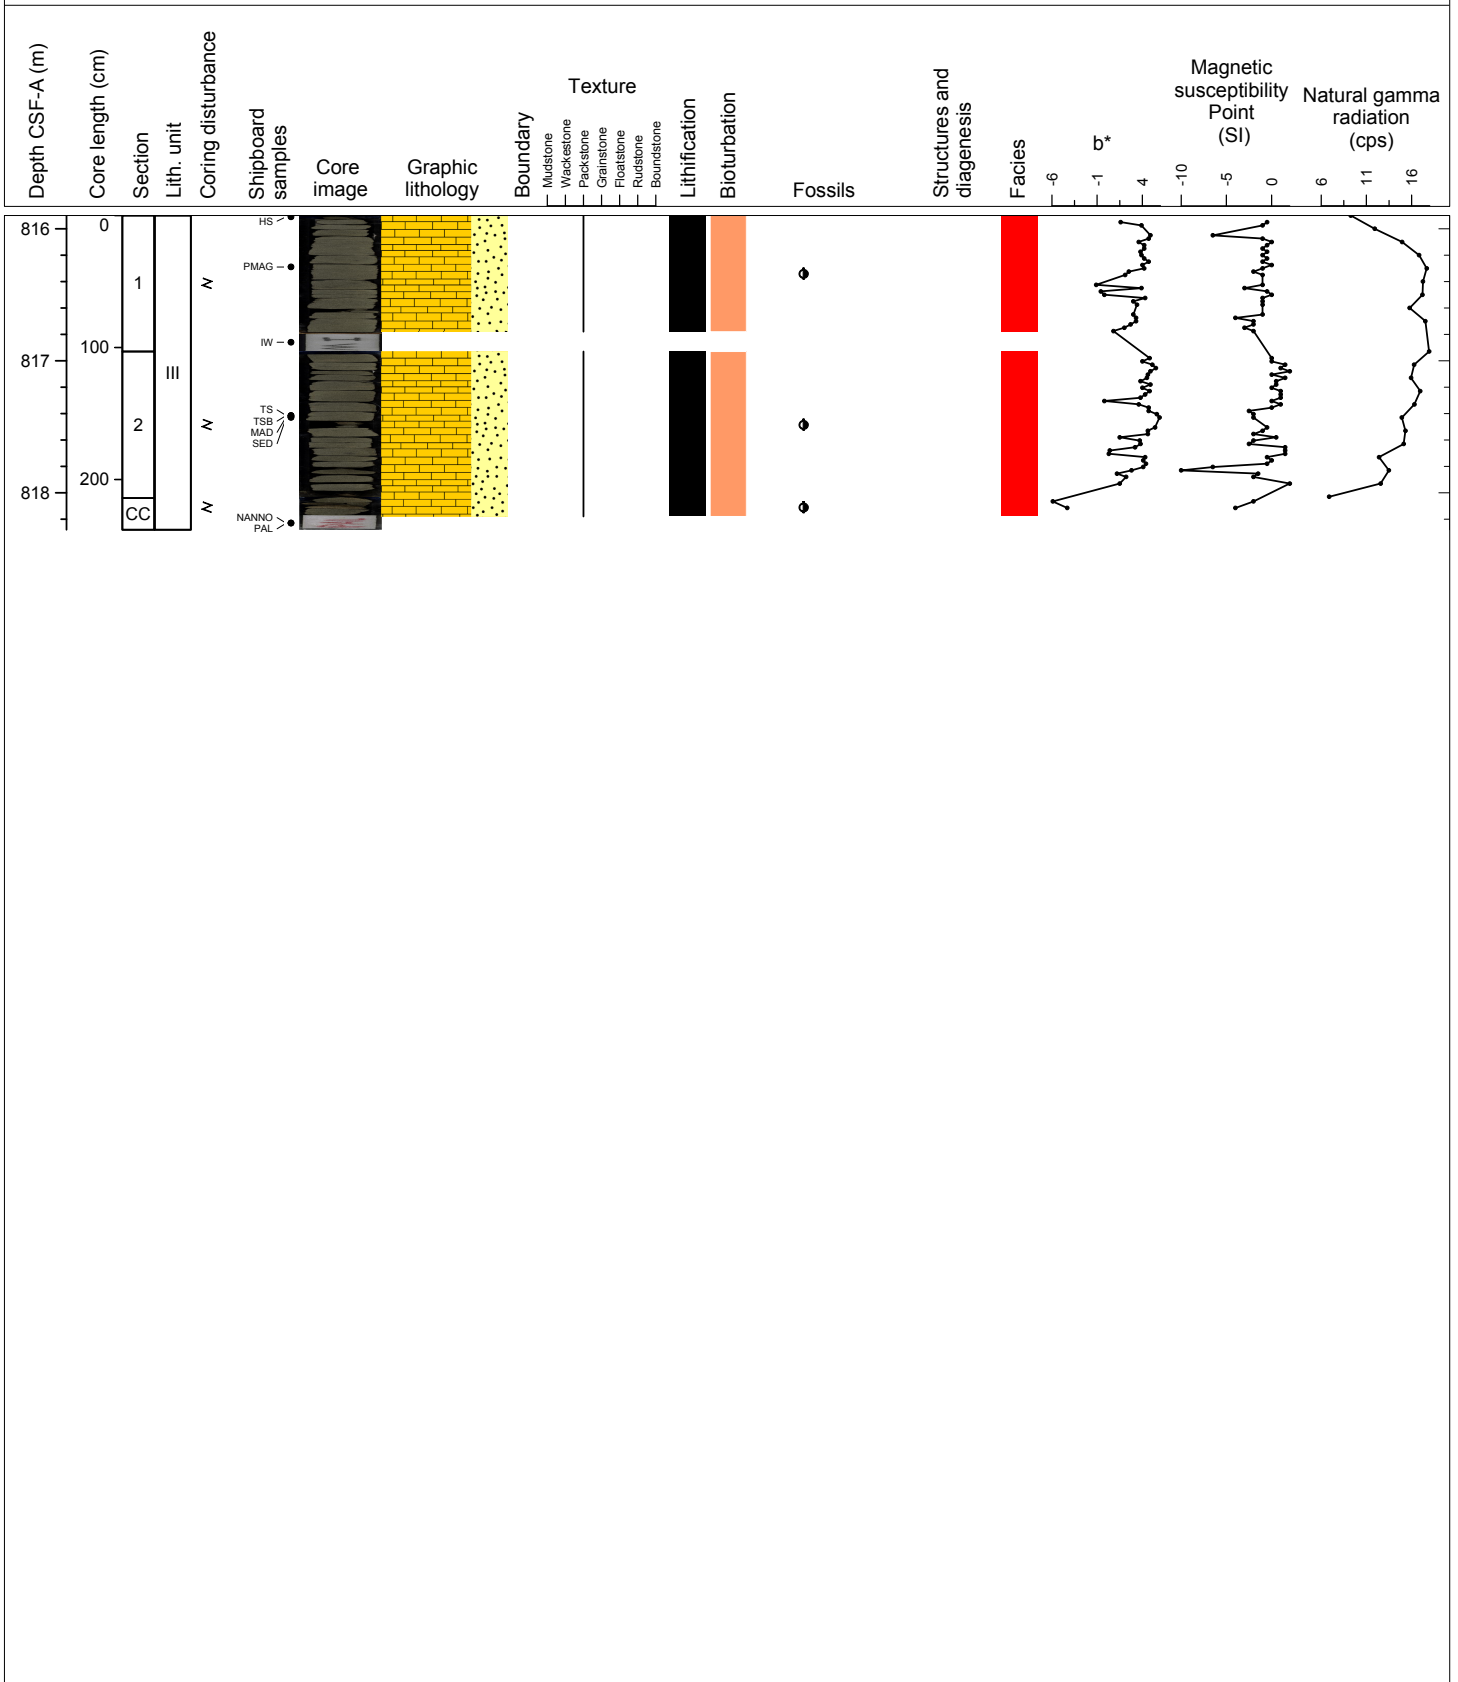 Depth CSF-A (m)
Core length (cm)
Section
Lith. unit
Coring disturbance
Shipboard
samples
Core
image
Graphic
lithology
Boundary
Texture
Mudstone
Wackestone
Packstone
Grainstone
Floatstone
Rudstone
Boundstone
Lithification
Bioturbation
Fossils
Structures and
diagenesis
Facies
b*
-6
-1
4
Magnetic
susceptibility
Point
(SI)
-10
-5
0
Natural gamma
radiation
(cps)
6
11
16
816
817
818
0
100
200
1
2
CC
III
HS
PMAG
IW
TS
TSB
MAD
SED
NANNO
PAL